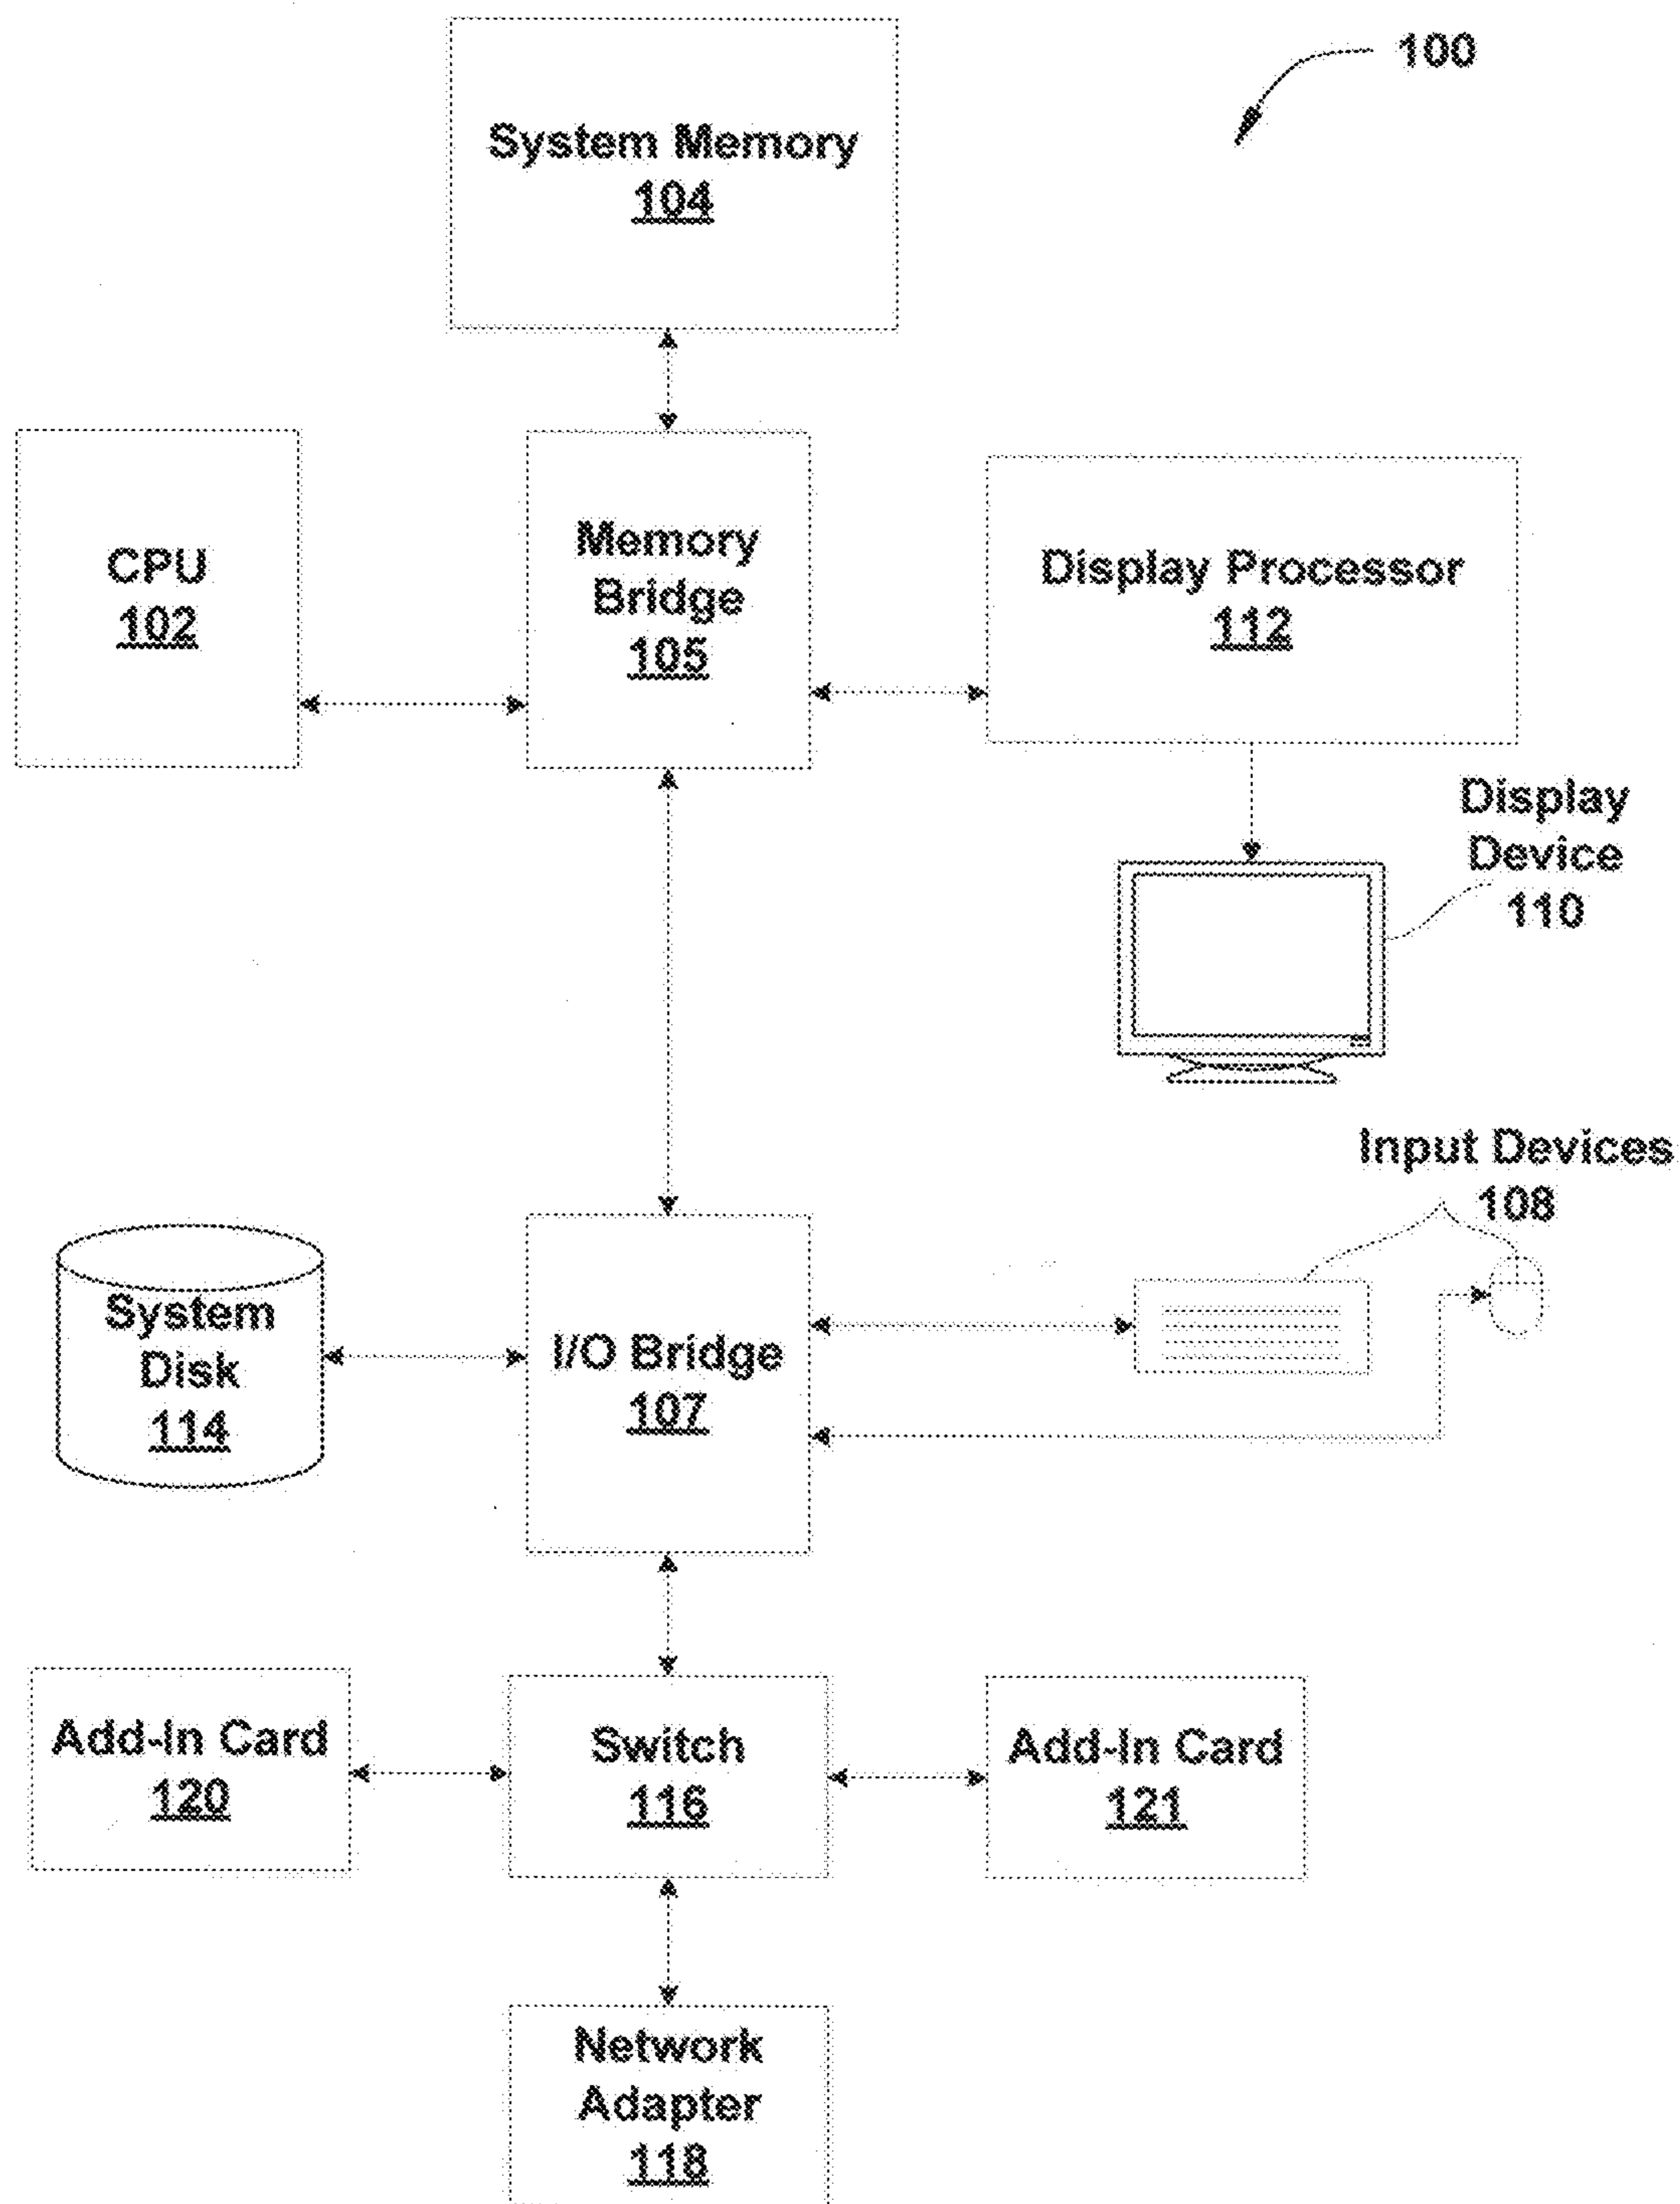 100
System Memory
104
CPU
102
Memory
Bridge
105
Display Processor
112
Display
Device
110
Input Devices
108
System
Disk
114
I/O Bridge
107
Add-In Card
120
Switch
116
Add-In Card
121
Network
Adapter
118